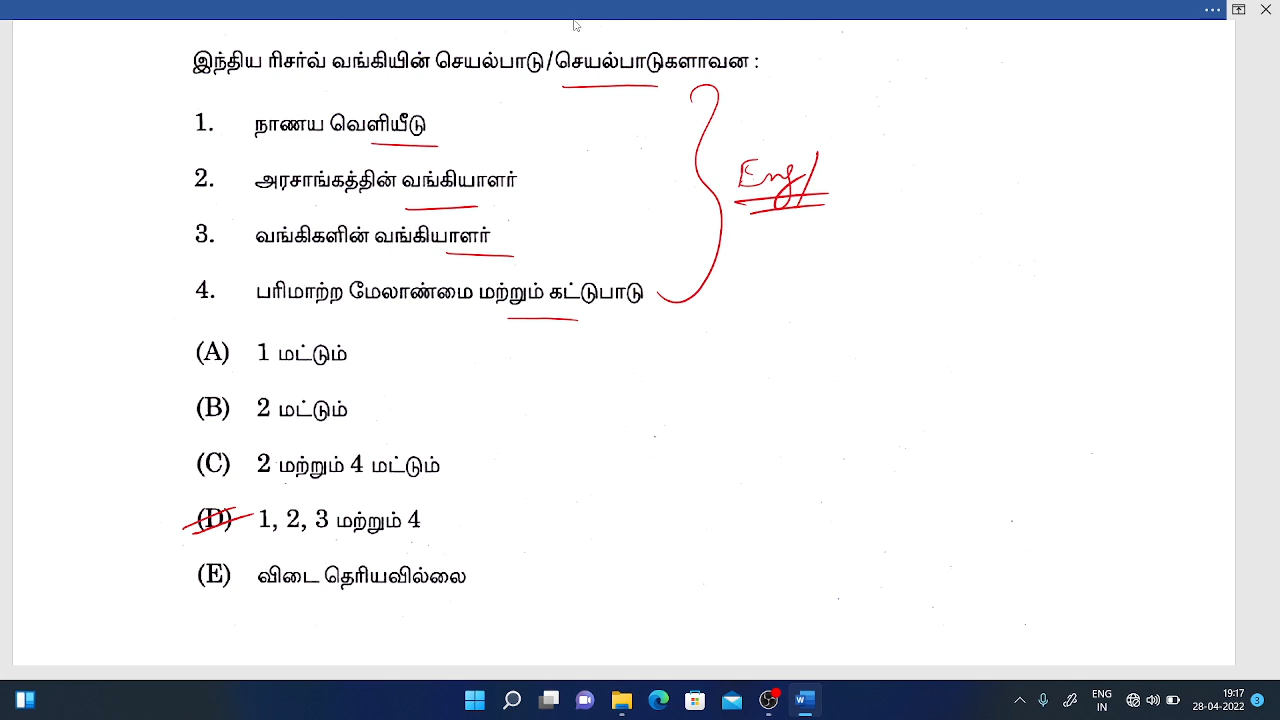 இந்திய ரிசர்வ் வங்கியின் செயல்பாடு/செயல்பாடுகளாவன :
1. நாணய வெளியீடு
2. அரசாங்கத்தின் வங்கியாளர்
Eng/
3. வங்கிகளின் வங்கியாளர்
4. பரிமாற்ற மேலாண்மை மற்றும் கட்டுபாடு
(A) 1 மட்டும்
(B) 2 மட்டும்
(C) 2 மற்றும் 4 மட்டும்
(D) 1, 2, 3 மற்றும் 4
(E) விடை தெரியவில்லை
ENG
IN
19:17
28-04-2022
3